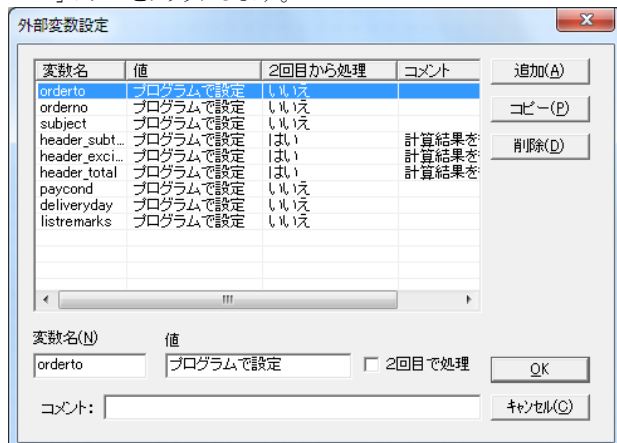 外部変数設定
変数名 値 2回目から処理 コメント 追加(A)
orderto プログラムで設定 いいえ
orderno プログラムで設定 いいえ コピー(P)
subject プログラムで設定 いいえ
header_subt... プログラムで設定 はい 計算結果を 削除(D)
header_exci... プログラムで設定 はい 計算結果を
header_total プログラムで設定 はい 計算結果を
paycond プログラムで設定 いいえ
deliveryday プログラムで設定 いいえ
listremarks プログラムで設定 いいえ
変数名(N) 値
orderto プログラムで設定 2回目で処理 OK
コメント: キャンセル(C)